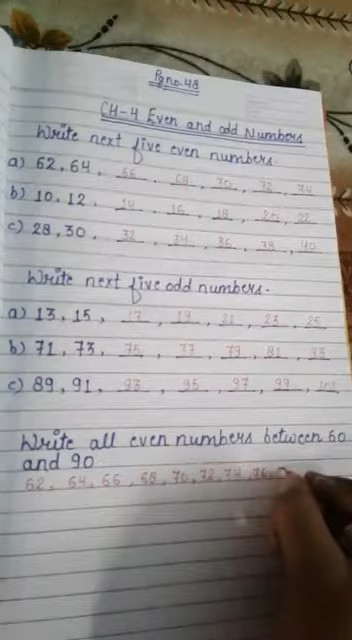 Pg no. 48
CH-4 Even and odd Numbers
Write next five even numbers.
a) 62, 64, 66, 68, 70, 72, 74
b) 10, 12, 14, 16, 18, 20, 22
c) 28, 30, 32, 34, 36, 38, 40
Write next five odd numbers.
a) 13, 15, 17, 19, 21, 23, 25
b) 71, 73, 75, 77, 79, 81, 83
c) 89, 91, 93, 95, 97, 99, 101
Write all even numbers between 60
and 90
62, 64, 66, 68, 70, 72, 74, 76,